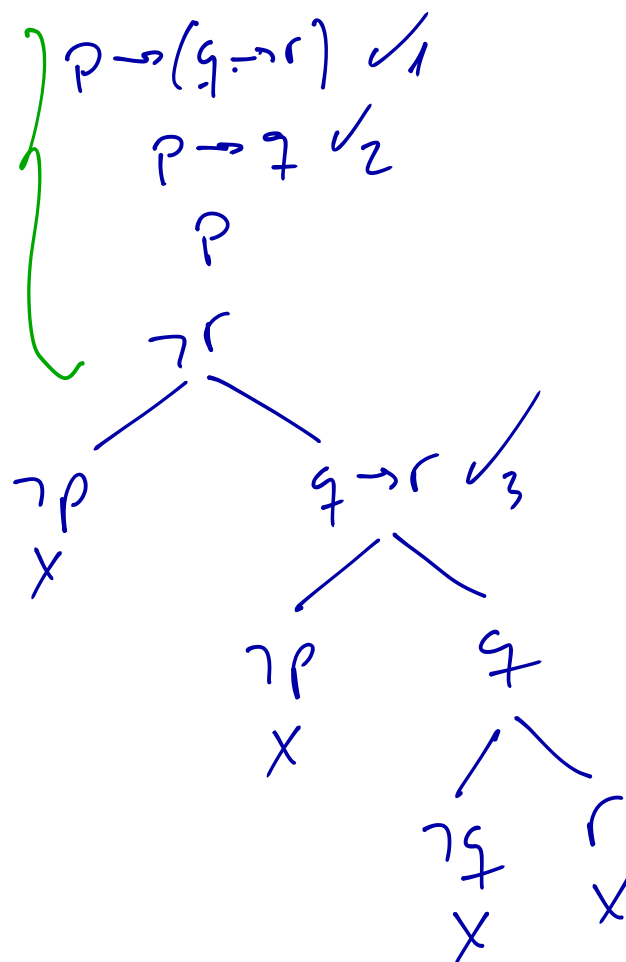 p → (q → r) ✓1
p → q ✓2
p
¬r
¬p q → r ✓3
X
¬p q
X
¬q r
X X